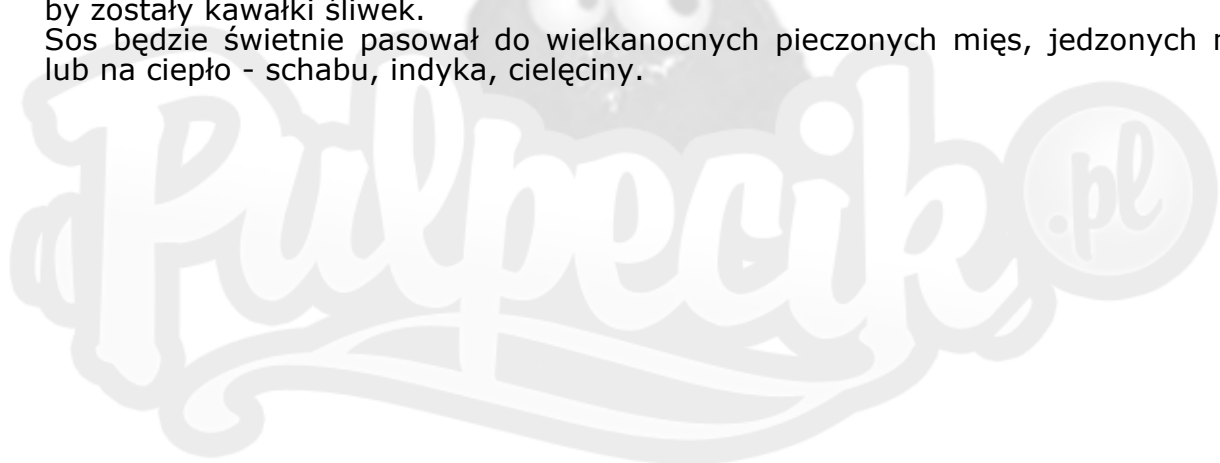 by zostały kawałki śliwek.
Sos będzie świetnie pasował do wielkanocnych pieczonych mięs, jedzonych
lub na ciepło - schabu, indyka, cielęciny.
Pulpecik .pl